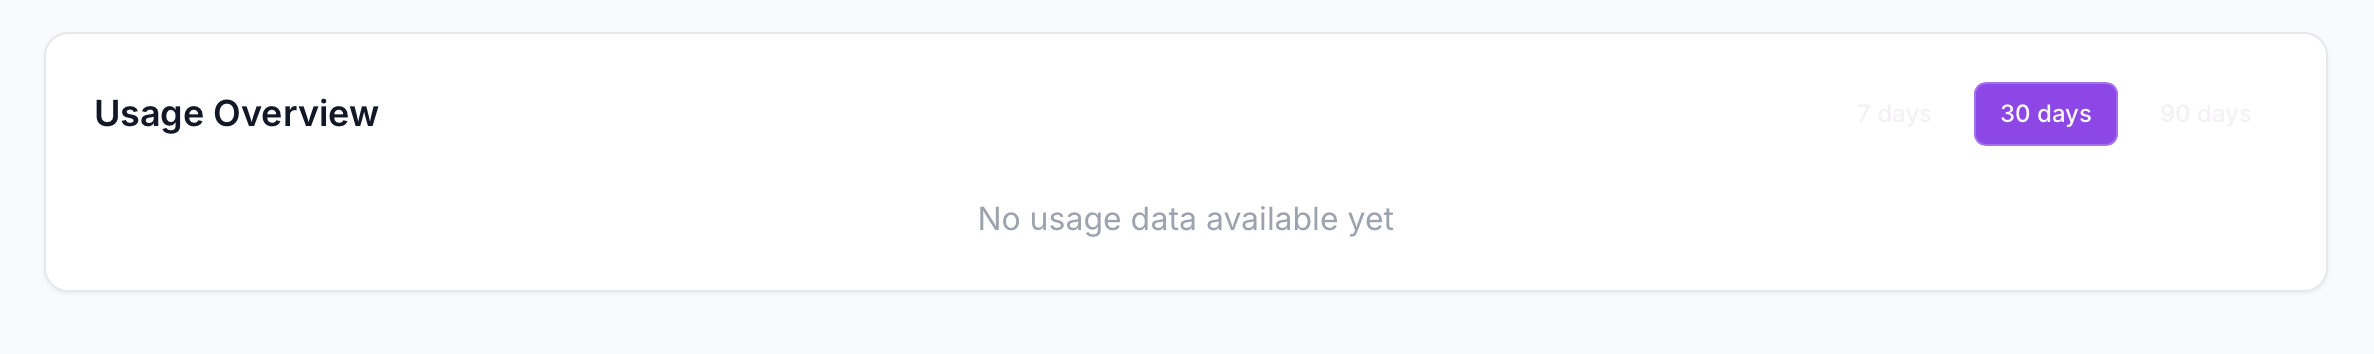 Usage Overview
7 days 30 days 90 days
No usage data available yet